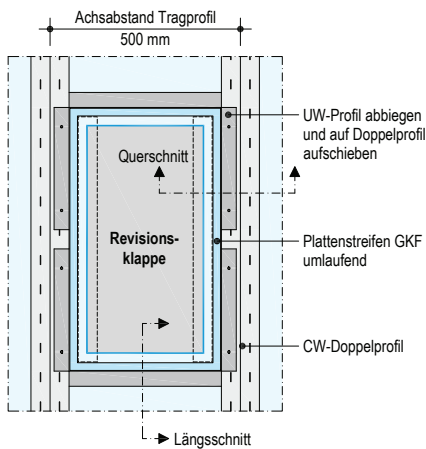 Achsabstand Tragprofil
500 mm
UW-Profil abbiegen
und auf Doppelprofil
aufschieben
Querschnitt
Revisions-
klappe
Plattenstreifen GKF
umlaufend
CW-Doppelprofil
Längsschnitt